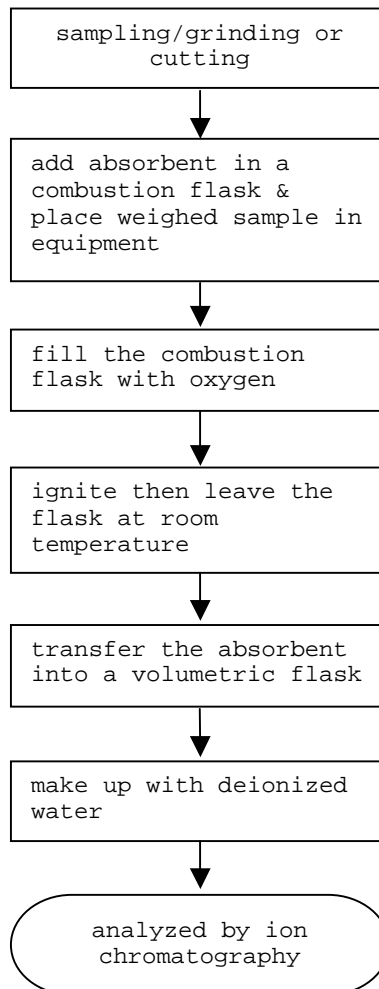 sampling/grinding or
cutting
add absorbent in a
combustion flask &
place weighed sample in
equipment
fill the combustion
flask with oxygen
ignite then leave the
flask at room
temperature
transfer the absorbent
into a volumetric flask
make up with deionized
water
analyzed by ion
chromatography